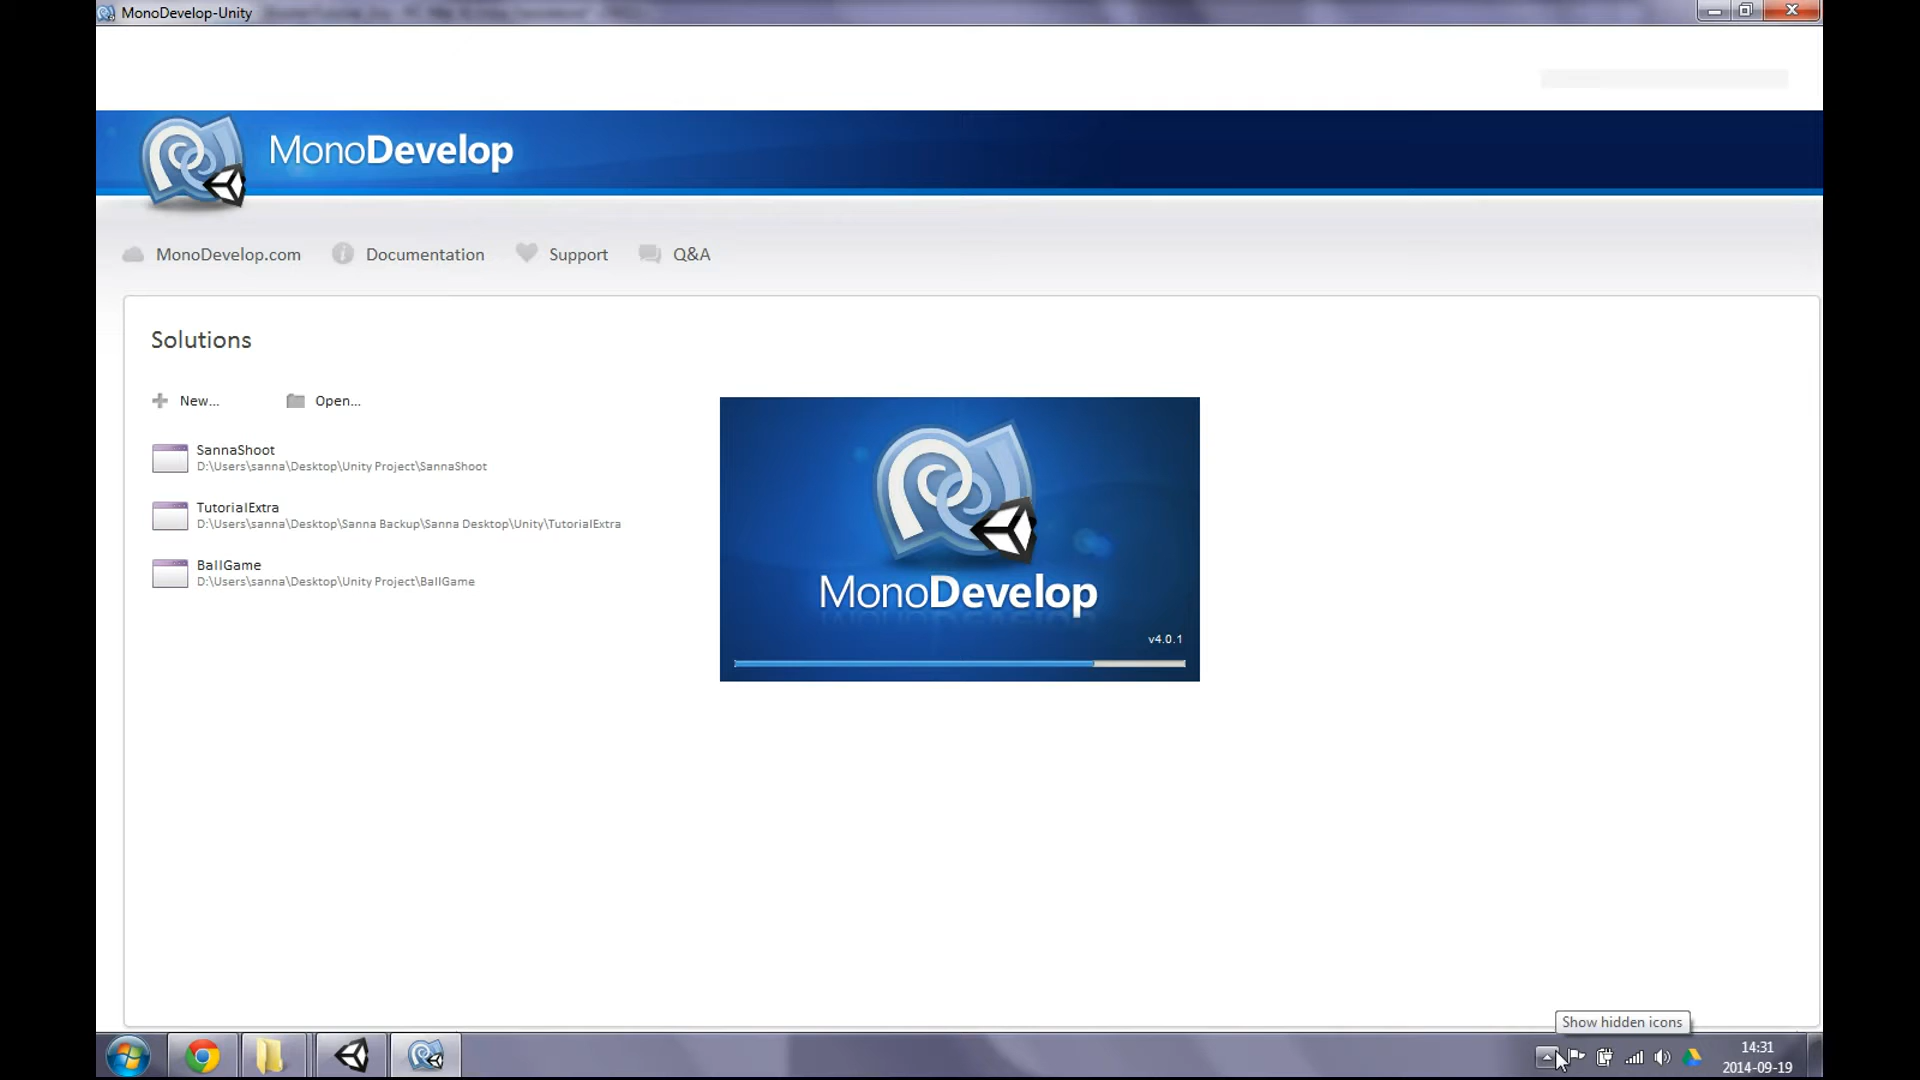 MonoDevelop-Unity
MonoDevelop
MonoDevelop.com Documentation Support Q&A
Solutions
New... Open...
SannaShoot
D:\Users\sanna\Desktop\Unity Project\SannaShoot
TutorialExtra
D:\Users\sanna\Desktop\Sanna Backup\Sanna Desktop\Unity\TutorialExtra
BallGame
D:\Users\sanna\Desktop\Unity Project\BallGame
MonoDevelop
v4.0.1
Show hidden icons
14:31
2014-09-19